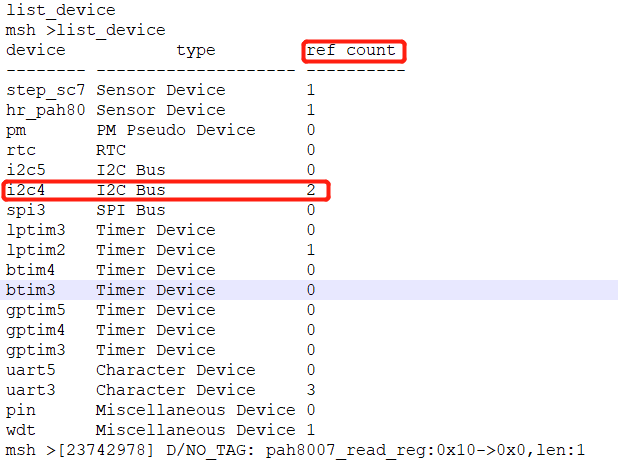 list_device
msh >list_device
device type ref count
-------- -------------------- ----------
step_sc7 Sensor Device 1
hr_pah80 Sensor Device 1
pm PM Pseudo Device 0
rtc RTC 0
i2c5 I2C Bus 0
i2c4 I2C Bus 2
spi3 SPI Bus 0
lptim3 Timer Device 0
lptim2 Timer Device 1
btim4 Timer Device 0
btim3 Timer Device 0
gptim5 Timer Device 0
gptim4 Timer Device 0
gptim3 Timer Device 0
uart5 Character Device 0
uart3 Character Device 3
pin Miscellaneous Device 0
wdt Miscellaneous Device 1
msh >[23742978] D/NO_TAG: pah8007_read_reg:0x10->0x0,len:1